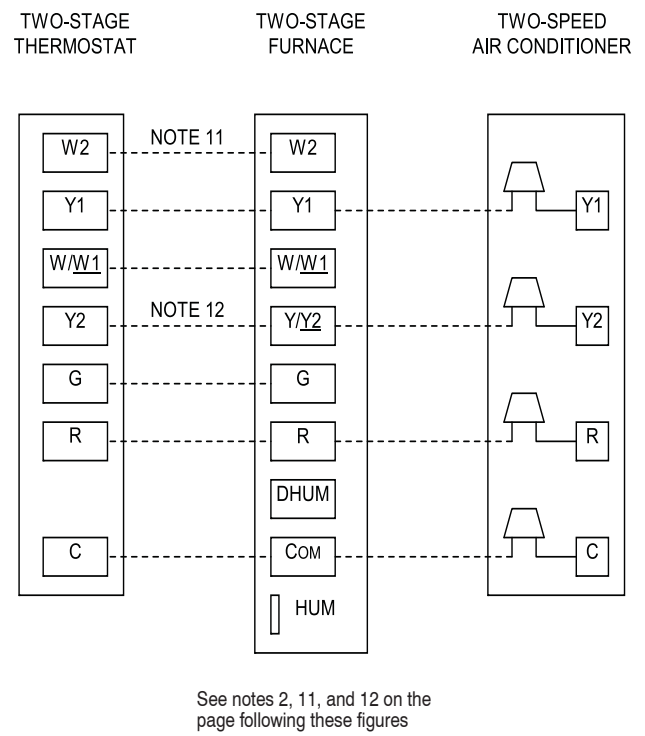 TWO-STAGE
THERMOSTAT
TWO-STAGE
FURNACE
TWO-SPEED
AIR CONDITIONER
W2 NOTE 11 W2
Y1 Y1 Y1
W/W1 W/W1
Y2 NOTE 12 Y/Y2 Y2
G G
R R R
DHUM
C COM C
HUM
See notes 2, 11, and 12 on the
page following these figures